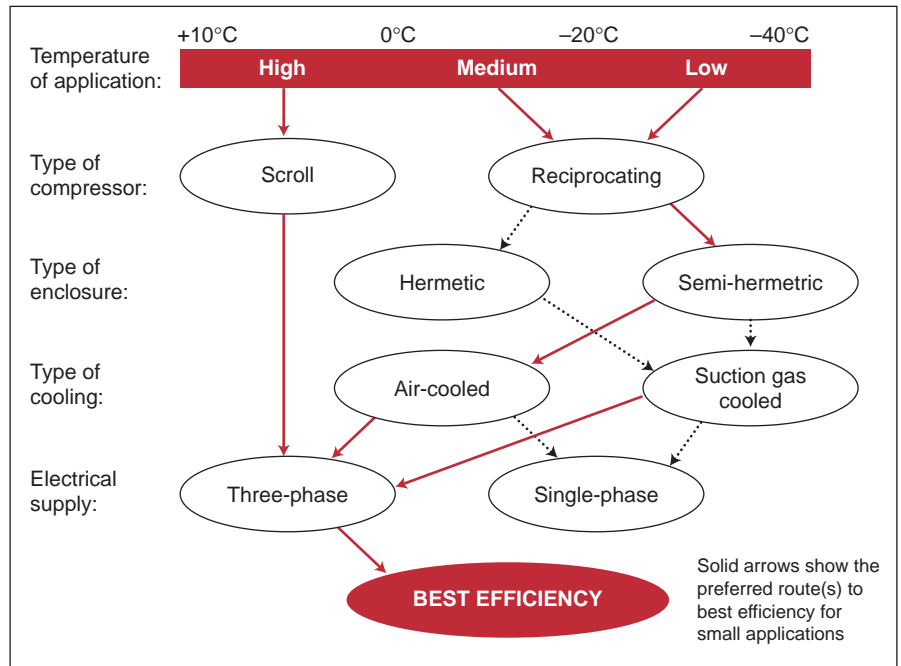 +10°C 0°C –20°C –40°C
Temperature
of application:
High Medium Low
Type of
compressor:
Scroll Reciprocating
Type of
enclosure:
Hermetic Semi-hermetric
Type of
cooling:
Air-cooled
Suction gas
cooled
Electrical
supply:
Three-phase Single-phase
BEST EFFICIENCY
Solid arrows show the
preferred route(s) to
best efficiency for
small applications